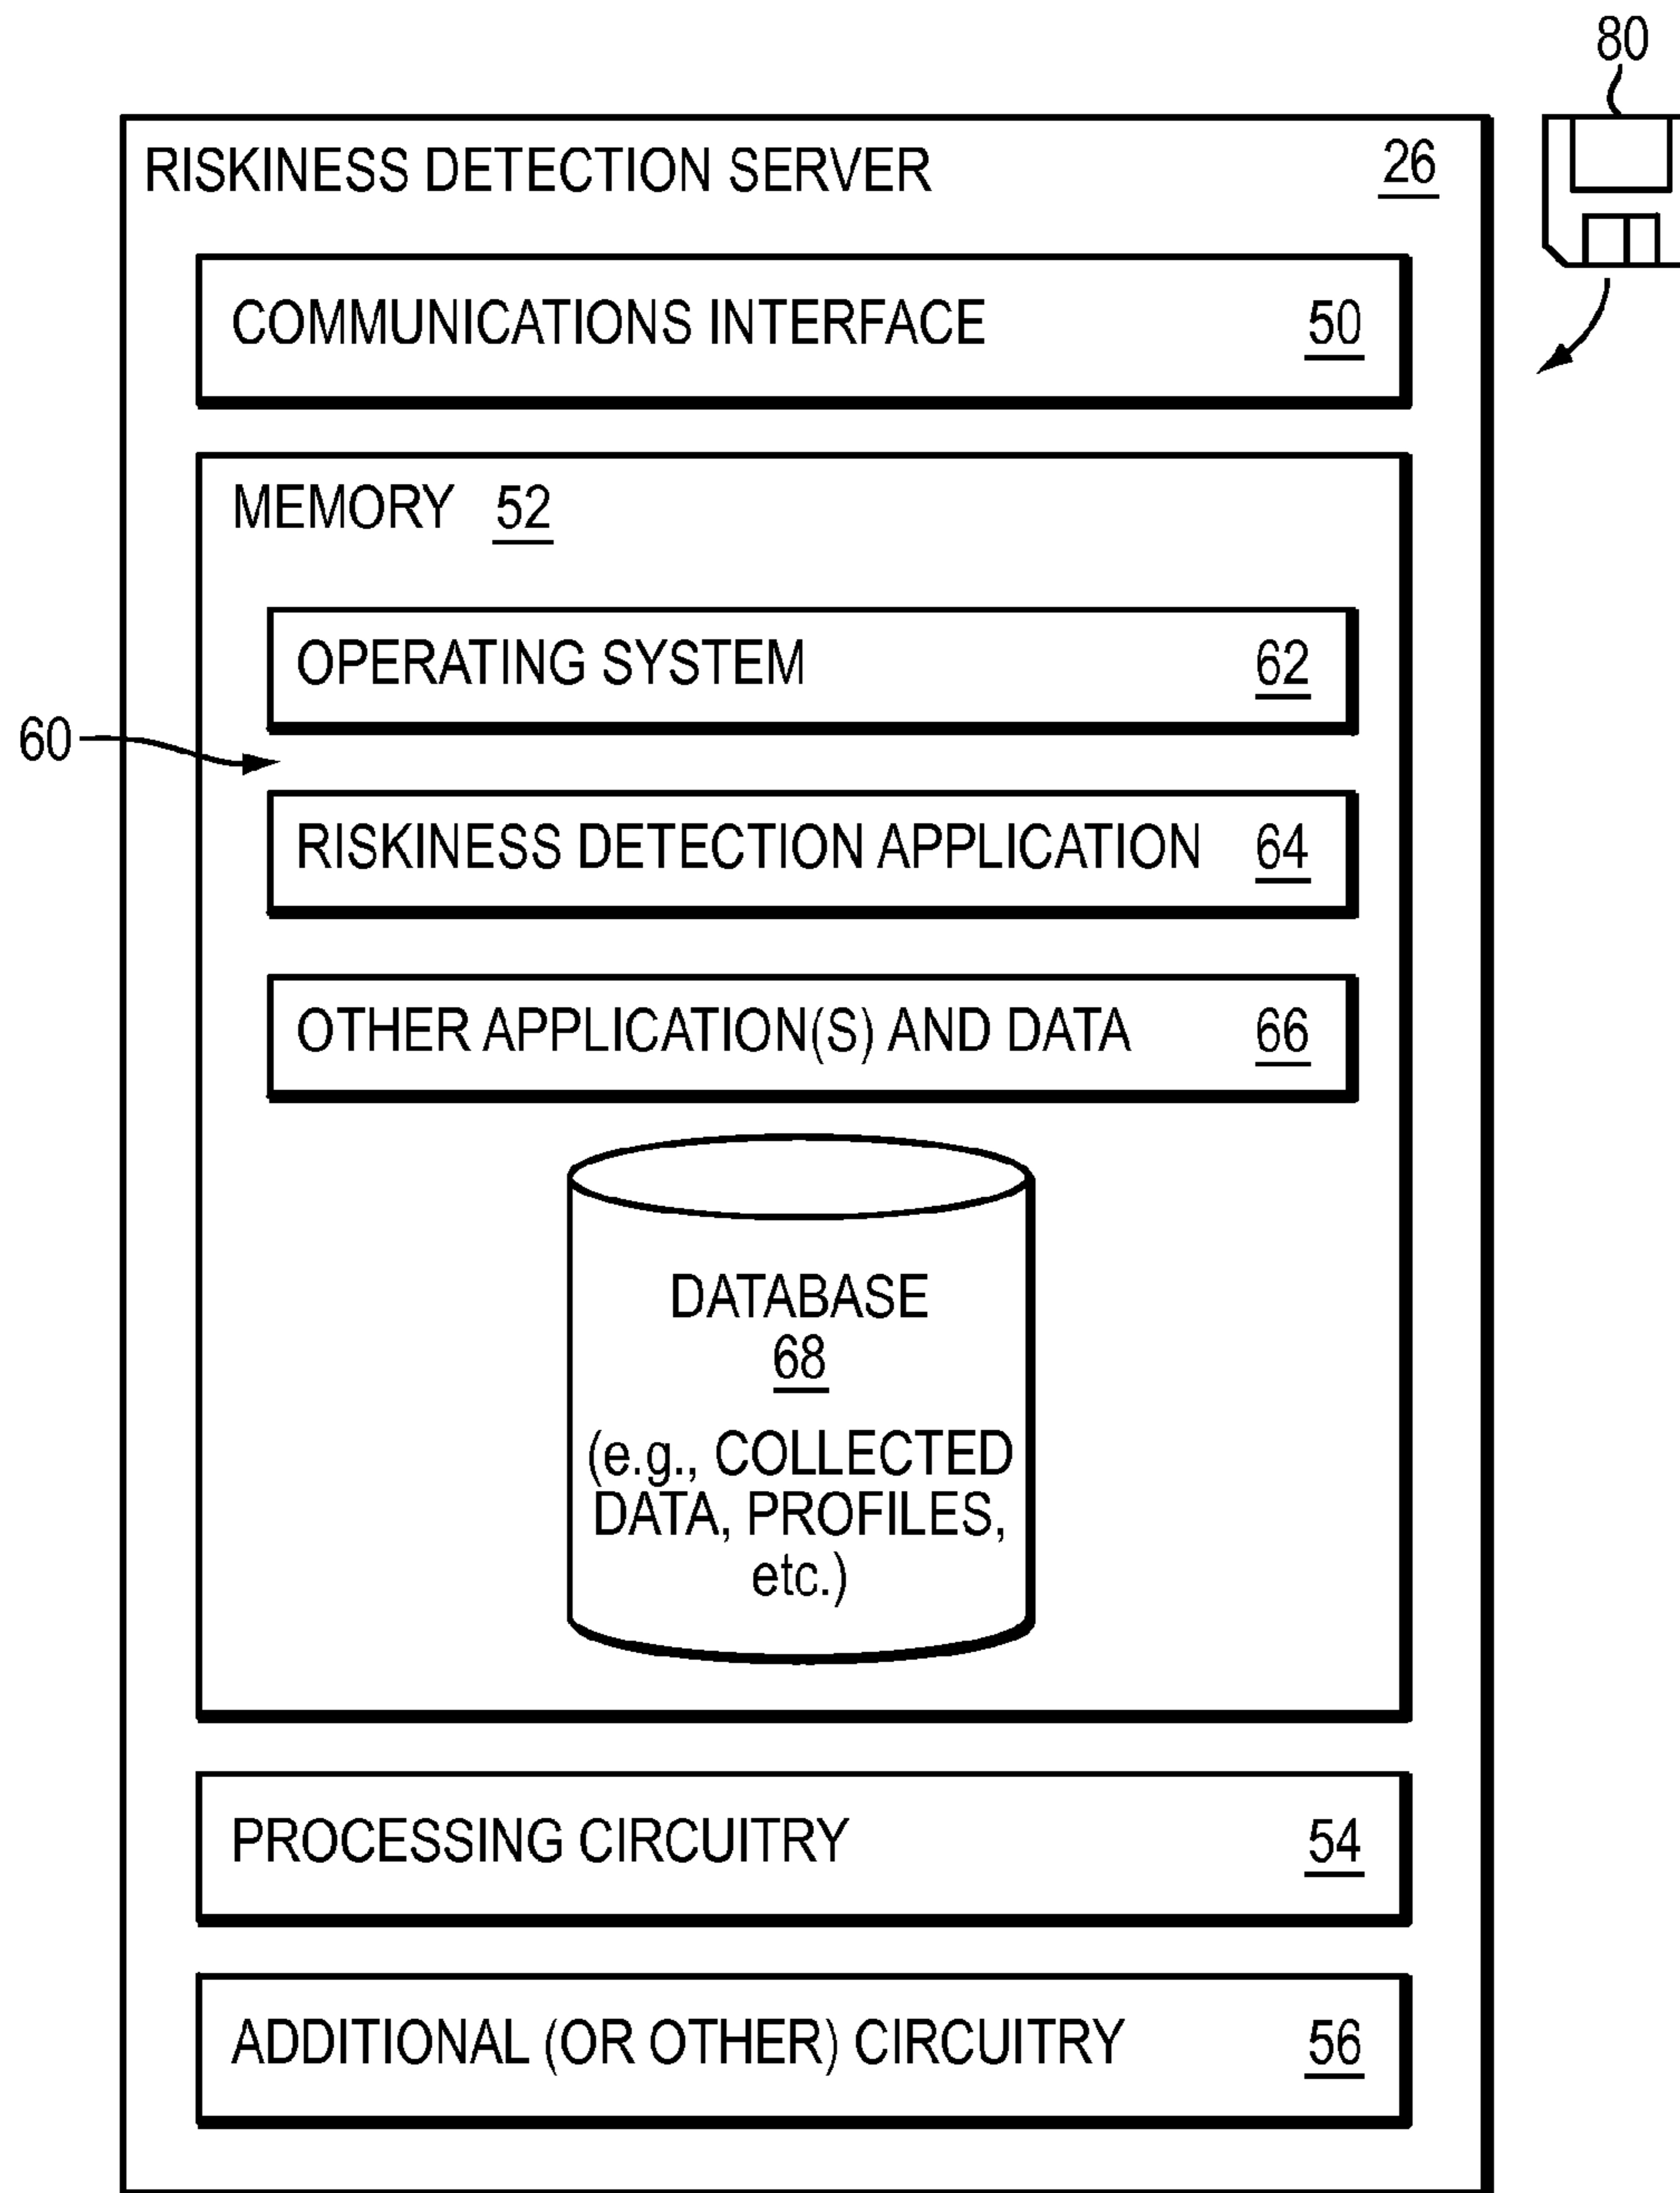 80
RISKINESS DETECTION SERVER 26
COMMUNICATIONS INTERFACE 50
MEMORY 52
OPERATING SYSTEM 62
60
RISKINESS DETECTION APPLICATION 64
OTHER APPLICATION(S) AND DATA 66
DATABASE
68
(e.g., COLLECTED
DATA, PROFILES,
etc.)
PROCESSING CIRCUITRY 54
ADDITIONAL (OR OTHER) CIRCUITRY 56